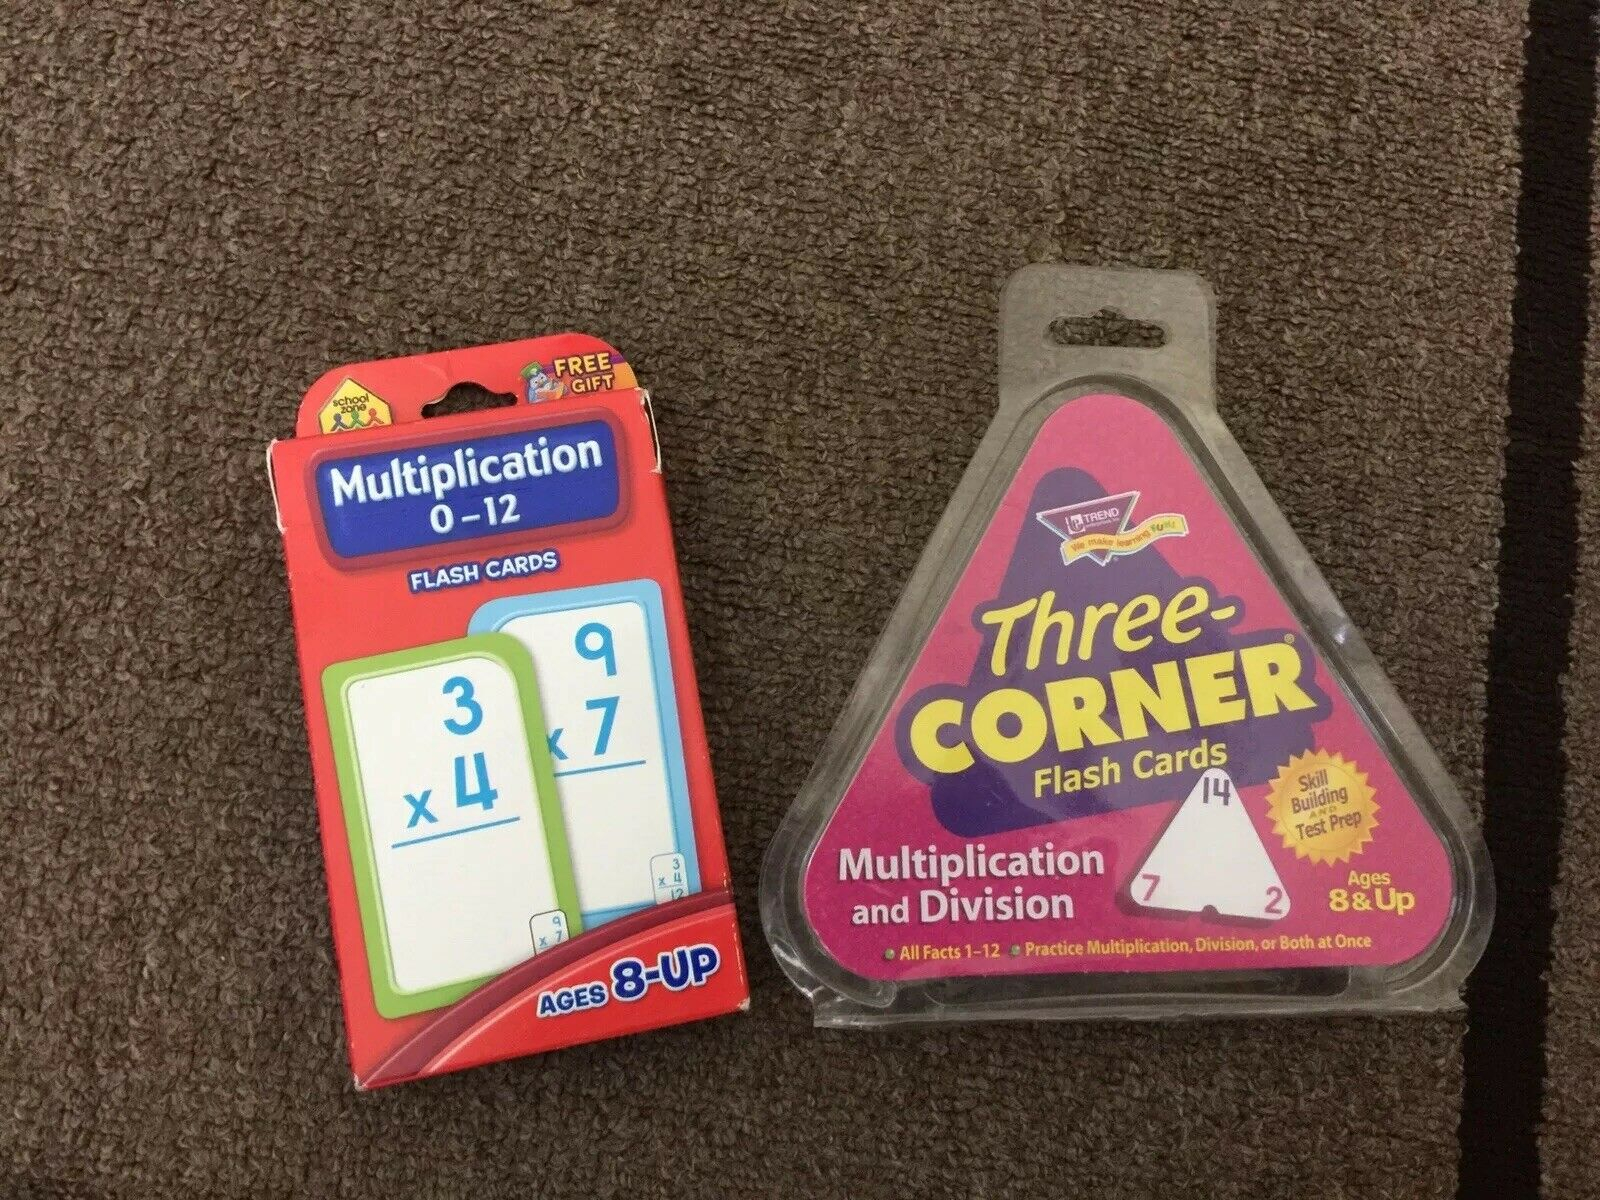 school
zone
FREE
GIFT
Multiplication
0-12
FLASH CARDS
9
x 7
3
x 4
3
x 4
12
9
x 7
AGES 8-UP
TREND
enterprises, Inc.
We make learning FUN!
®
Three-
CORNER®
Flash Cards
14
7
2
Skill
Building
AND
Test Prep
Multiplication
and Division
Ages
8 & Up
• All Facts 1–12 • Practice Multiplication, Division, or Both at Once